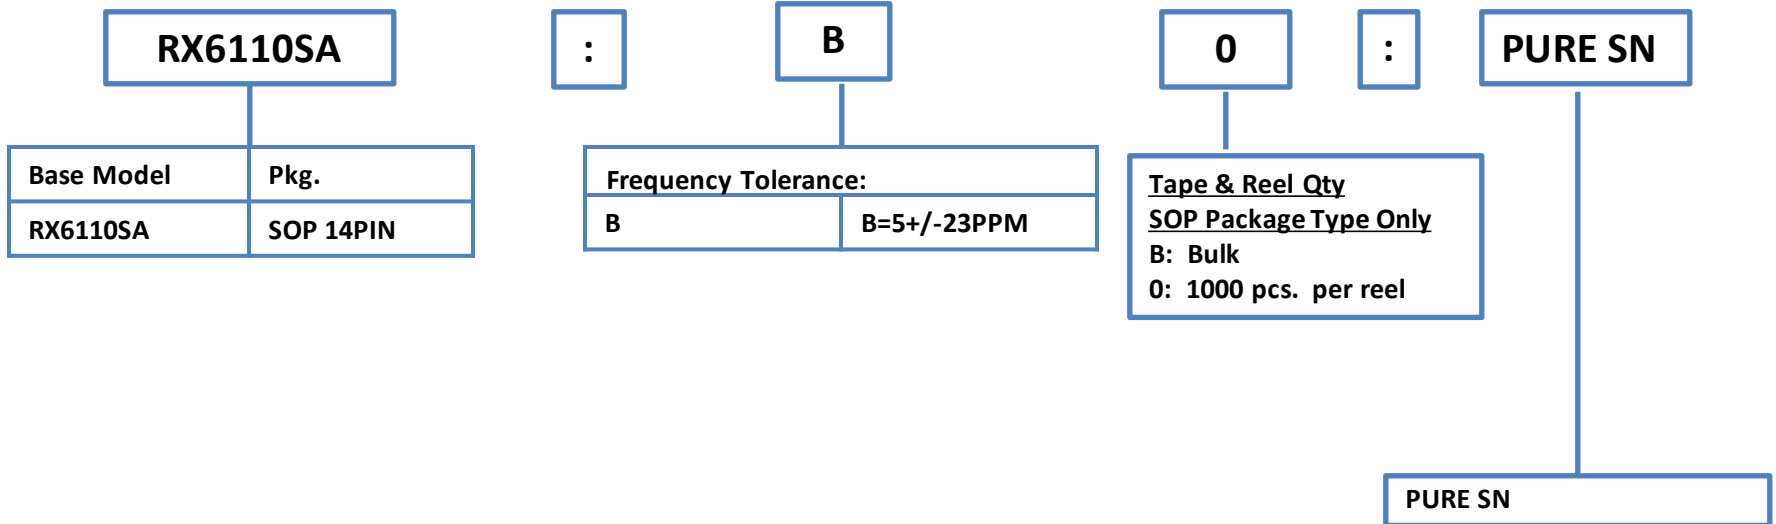 RX6110SA : B 0 : PURE SN
Base Model Pkg.
RX6110SA SOP 14PIN
Frequency Tolerance:
B B=5+/-23PPM
Tape & Reel Qty
SOP Package Type Only
B: Bulk
0: 1000 pcs. per reel
PURE SN